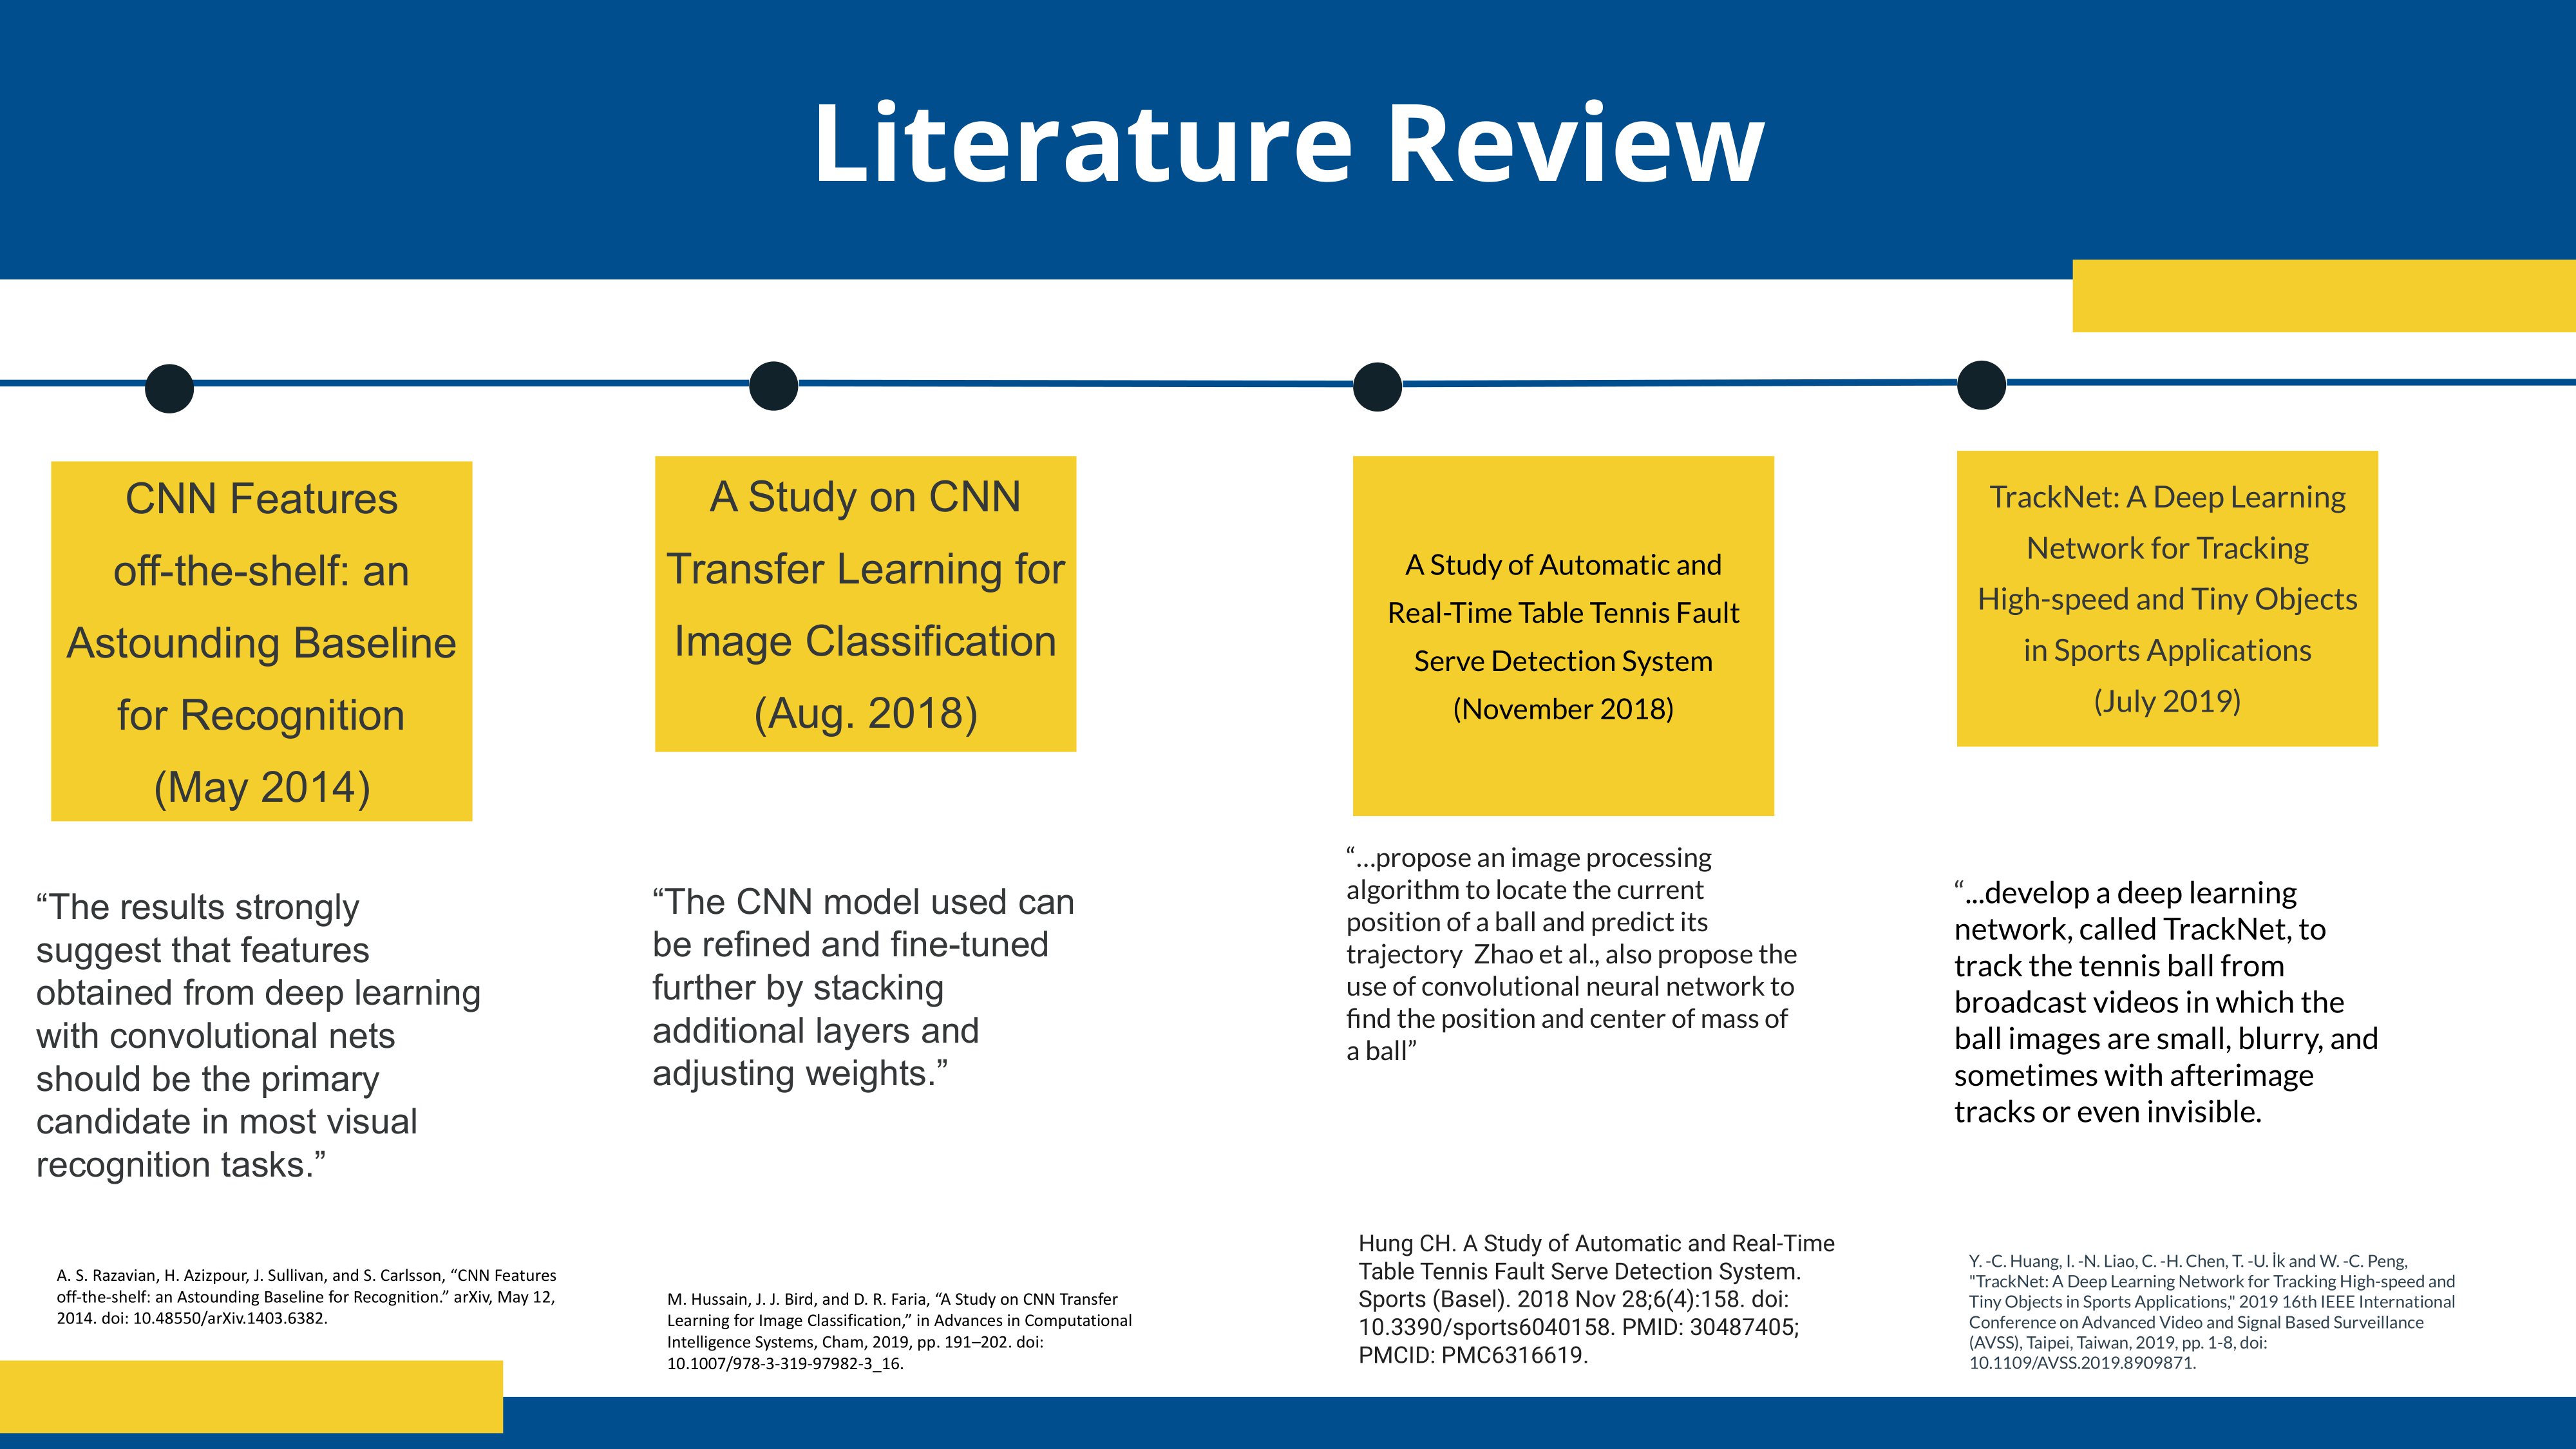 Literature Review
CNN Features
off-the-shelf: an
Astounding Baseline
for Recognition
(May 2014)
“The results strongly
suggest that features
obtained from deep learning
with convolutional nets
should be the primary
candidate in most visual
recognition tasks.”
A. S. Razavian, H. Azizpour, J. Sullivan, and S. Carlsson, “CNN Features
off-the-shelf: an Astounding Baseline for Recognition.” arXiv, May 12,
2014. doi: 10.48550/arXiv.1403.6382.
A Study on CNN
Transfer Learning for
Image Classification
(Aug. 2018)
“The CNN model used can
be refined and fine-tuned
further by stacking
additional layers and
adjusting weights.”
M. Hussain, J. J. Bird, and D. R. Faria, “A Study on CNN Transfer
Learning for Image Classification,” in Advances in Computational
Intelligence Systems, Cham, 2019, pp. 191–202. doi:
10.1007/978-3-319-97982-3_16.
A Study of Automatic and
Real-Time Table Tennis Fault
Serve Detection System
(November 2018)
“…propose an image processing
algorithm to locate the current
position of a ball and predict its
trajectory  Zhao et al., also propose the
use of convolutional neural network to
find the position and center of mass of
a ball”
Hung CH. A Study of Automatic and Real-Time
Table Tennis Fault Serve Detection System.
Sports (Basel). 2018 Nov 28;6(4):158. doi:
10.3390/sports6040158. PMID: 30487405;
PMCID: PMC6316619.
TrackNet: A Deep Learning
Network for Tracking
High-speed and Tiny Objects
in Sports Applications
(July 2019)
“...develop a deep learning
network, called TrackNet, to
track the tennis ball from
broadcast videos in which the
ball images are small, blurry, and
sometimes with afterimage
tracks or even invisible.
Y. -C. Huang, I. -N. Liao, C. -H. Chen, T. -U. İk and W. -C. Peng,
"TrackNet: A Deep Learning Network for Tracking High-speed and
Tiny Objects in Sports Applications," 2019 16th IEEE International
Conference on Advanced Video and Signal Based Surveillance
(AVSS), Taipei, Taiwan, 2019, pp. 1-8, doi:
10.1109/AVSS.2019.8909871.